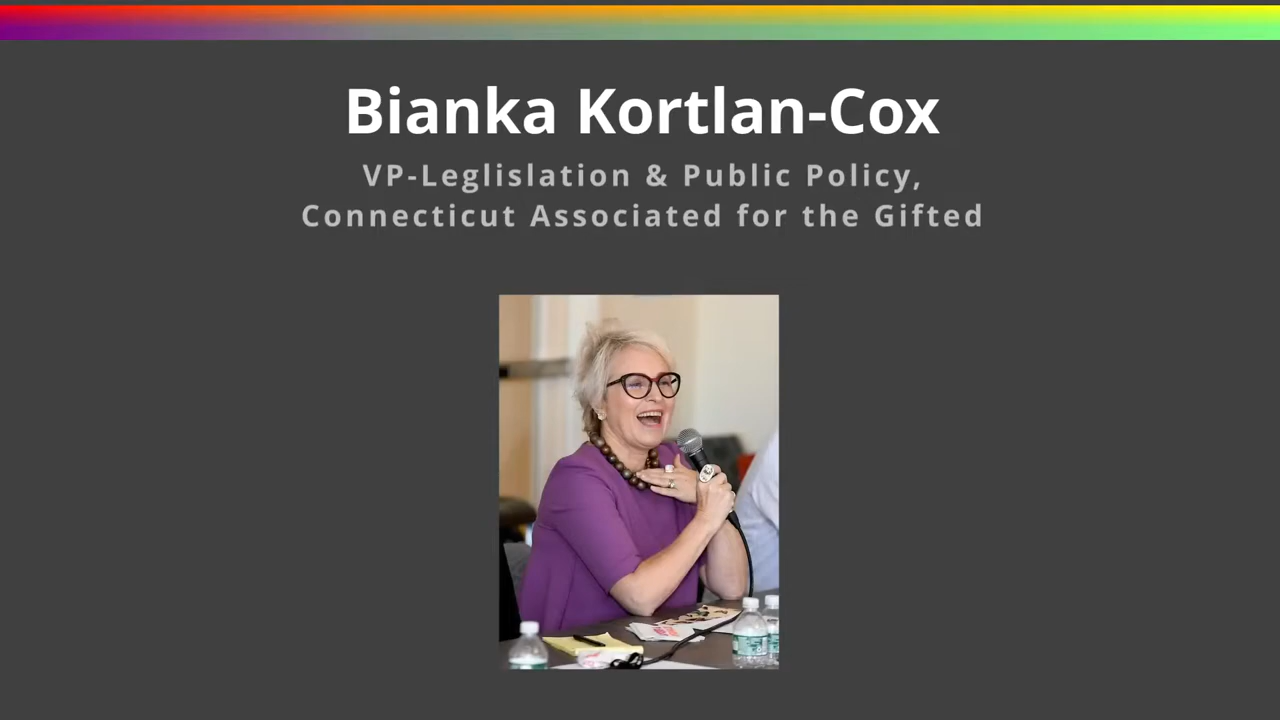 Bianka Kortlan-Cox
VP-Leglislation & Public Policy,
Connecticut Associated for the Gifted